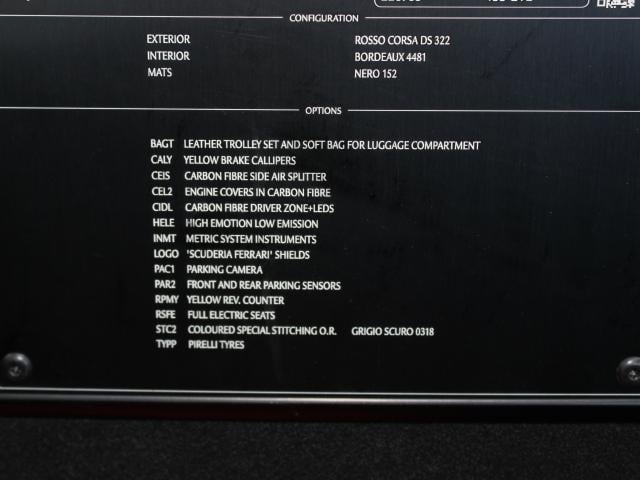 CONFIGURATION
EXTERIOR ROSSO CORSA DS 322
INTERIOR BORDEAUX 4481
MATS NERO 152
OPTIONS
BAGT LEATHER TROLLEY SET AND SOFT BAG FOR LUGGAGE COMPARTMENT
CALY YELLOW BRAKE CALLIPERS
CEIS CARBON FIBRE SIDE AIR SPLITTER
CEL2 ENGINE COVERS IN CARBON FIBRE
CIDL CARBON FIBRE DRIVER ZONE+LEDS
HELE HIGH EMOTION LOW EMISSION
INMT METRIC SYSTEM INSTRUMENTS
LOGO 'SCUDERIA FERRARI' SHIELDS
PAC1 PARKING CAMERA
PAR2 FRONT AND REAR PARKING SENSORS
RPMY YELLOW REV. COUNTER
RSFE FULL ELECTRIC SEATS
STC2 COLOURED SPECIAL STITCHING O.R. GRIGIO SCURO 0318
TYPP PIRELLI TYRES